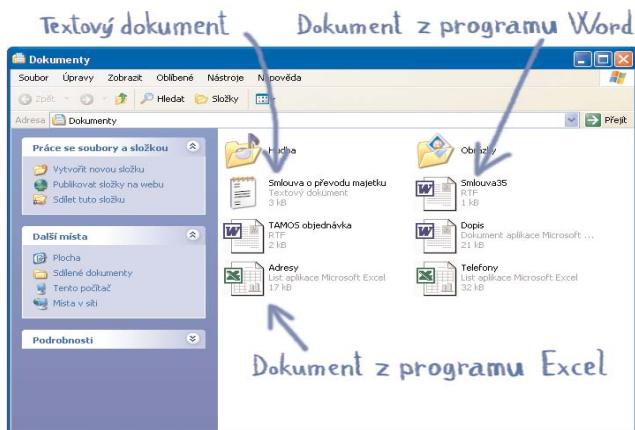 Textový dokument
Dokument z programu Word
Dokumenty
Soubor Úpravy Zobrazit Oblíbené Nástroje Nápověda
Zpět Hledat Složky
Adresa Dokumenty Přejít
Práce se soubory a složkou
Vytvořit novou složku
Publikovat složky na webu
Sdílet tuto složku
Další místa
Plocha
Sdílené dokumenty
Tento počítač
Místa v síti
Podrobnosti
Hudba
Obrázky
Smlouva o převodu majetku
Textový dokument
3 kB
Smlouva35
RTF
1 kB
TAMOS objednávka
RTF
2 kB
Dopis
Dokument aplikace Microsoft ...
21 kB
Adresy
List aplikace Microsoft Excel
17 kB
Telefony
List aplikace Microsoft Excel
32 kB
Dokument z programu Excel